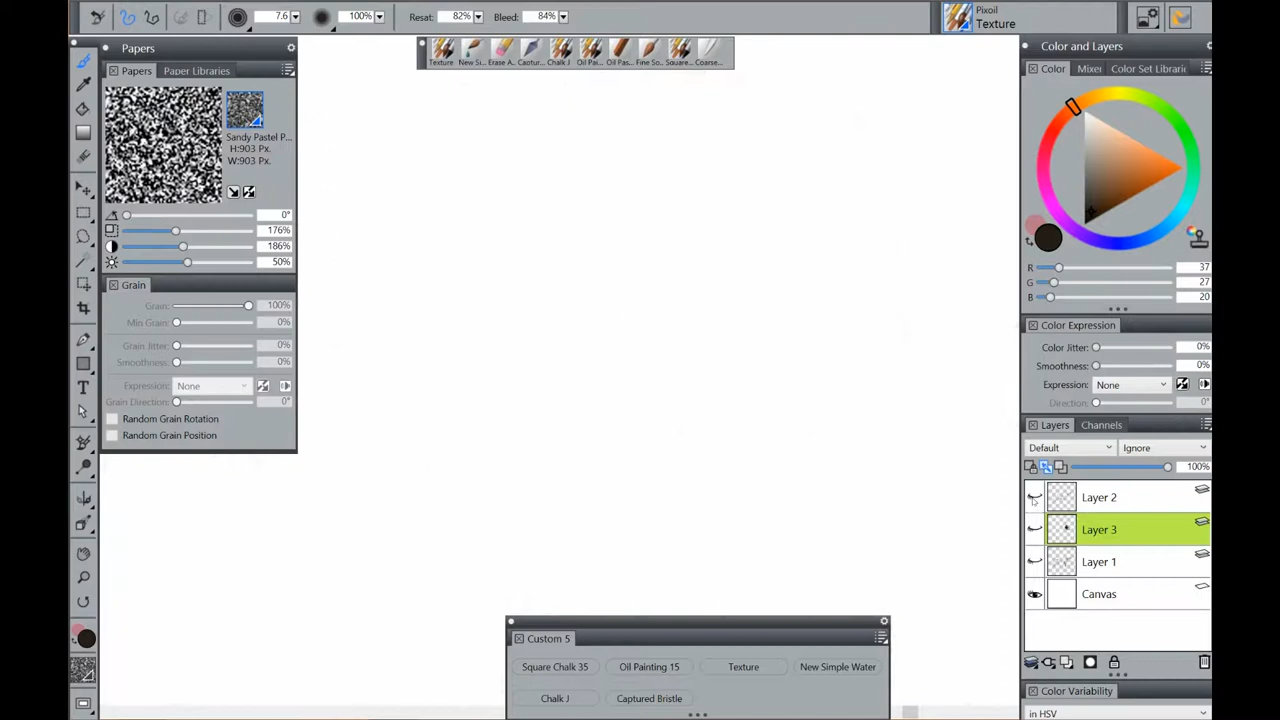 7.6
100%
Resat: 82%
Bleed: 84%
Pixoil
Texture
Papers
Texture
New Si...
Erase A...
Captur...
Chalk J
Oil Pai...
Oil Pas...
Fine So...
Square...
Coarse...
Color and Layers
Papers
Paper Libraries
Color
Mixer
Color Set Librari
Sandy Pastel P...
H:903 Px.
W:903 Px.
0°
176%
186%
50%
R
37
G
27
B
20
Grain
Grain:
100%
Min Grain:
0%
Grain Jitter:
0%
Smoothness:
0%
Expression:
None
Grain Direction:
0°
Random Grain Rotation
Random Grain Position
Color Expression
Color Jitter:
0%
Smoothness:
0%
Expression:
None
Direction:
0°
Layers
Channels
Default
Ignore
100%
Layer 2
Layer 3
Layer 1
Canvas
T
Custom 5
Square Chalk 35
Oil Painting 15
Texture
New Simple Water
Chalk J
Captured Bristle
Color Variability
in HSV